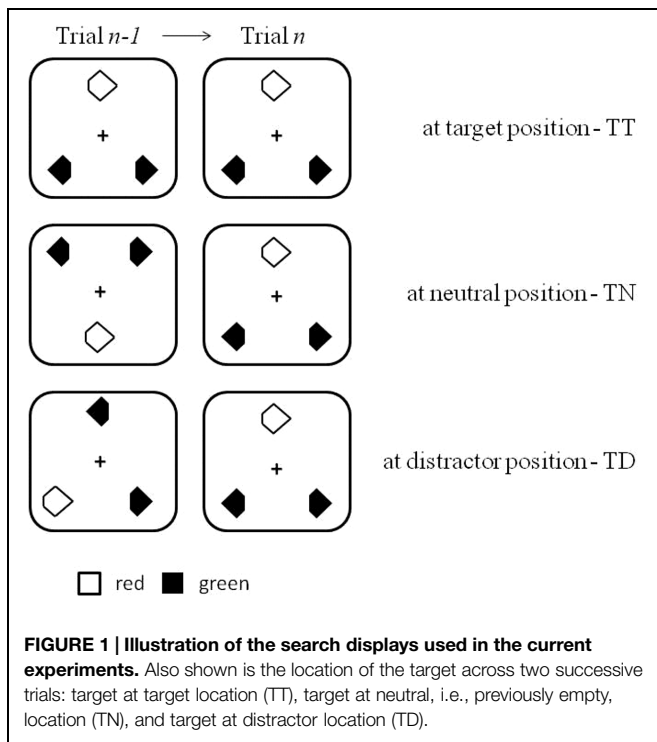 Trial n-1 → Trial n
at target position - TT
at neutral position - TN
at distractor position - TD
red green
FIGURE 1 | Illustration of the search displays used in the current
experiments. Also shown is the location of the target across two successive
trials: target at target location (TT), target at neutral, i.e., previously empty,
location (TN), and target at distractor location (TD).